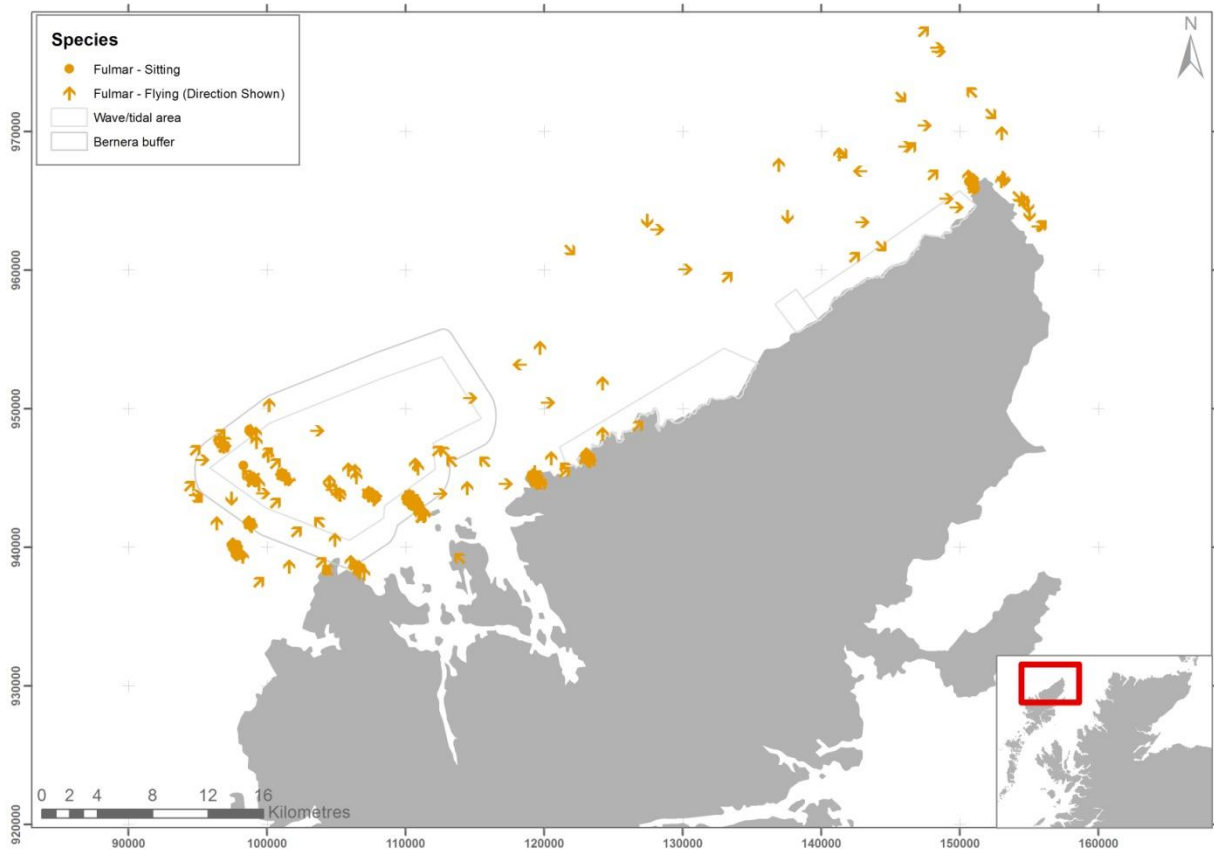 Species
Fulmar - Sitting
Fulmar - Flying (Direction Shown)
Wave/tidal area
Bernera buffer
N
970000
960000
950000
940000
930000
920000
0 2 4 8 12 16
Kilometres
90000 100000 110000 120000 130000 140000 150000 160000